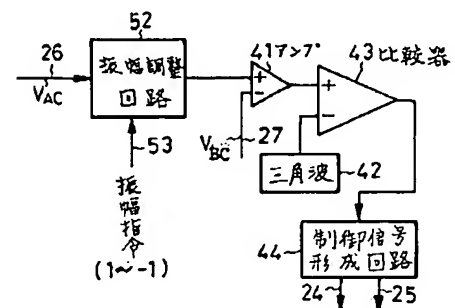 52
26
VAC
振幅調整
回路
41アンプ
43比較器
+
−
+
−
53
VBC
27
三角波
42
振幅指令
(1〜-1)
44
制御信号
形成回路
24
25